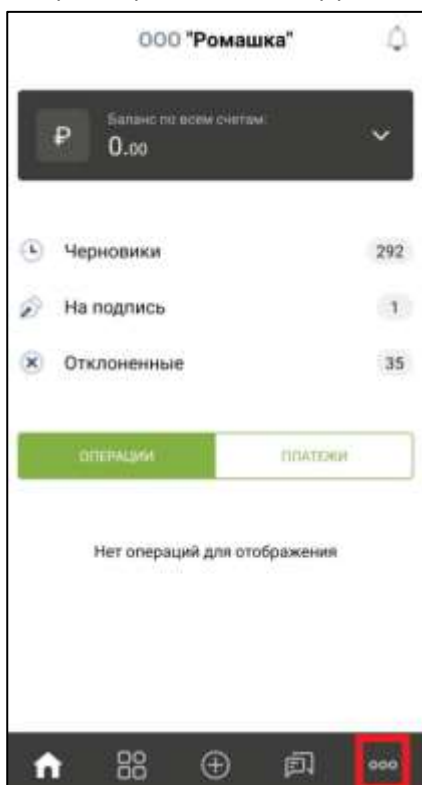 ООО "Ромашка"
₽
Баланс по всем счетам:
0.00
Черновики 292
На подпись 1
Отклоненные 35
ОПЕРАЦИИ ПЛАТЕЖИ
Нет операций для отображения